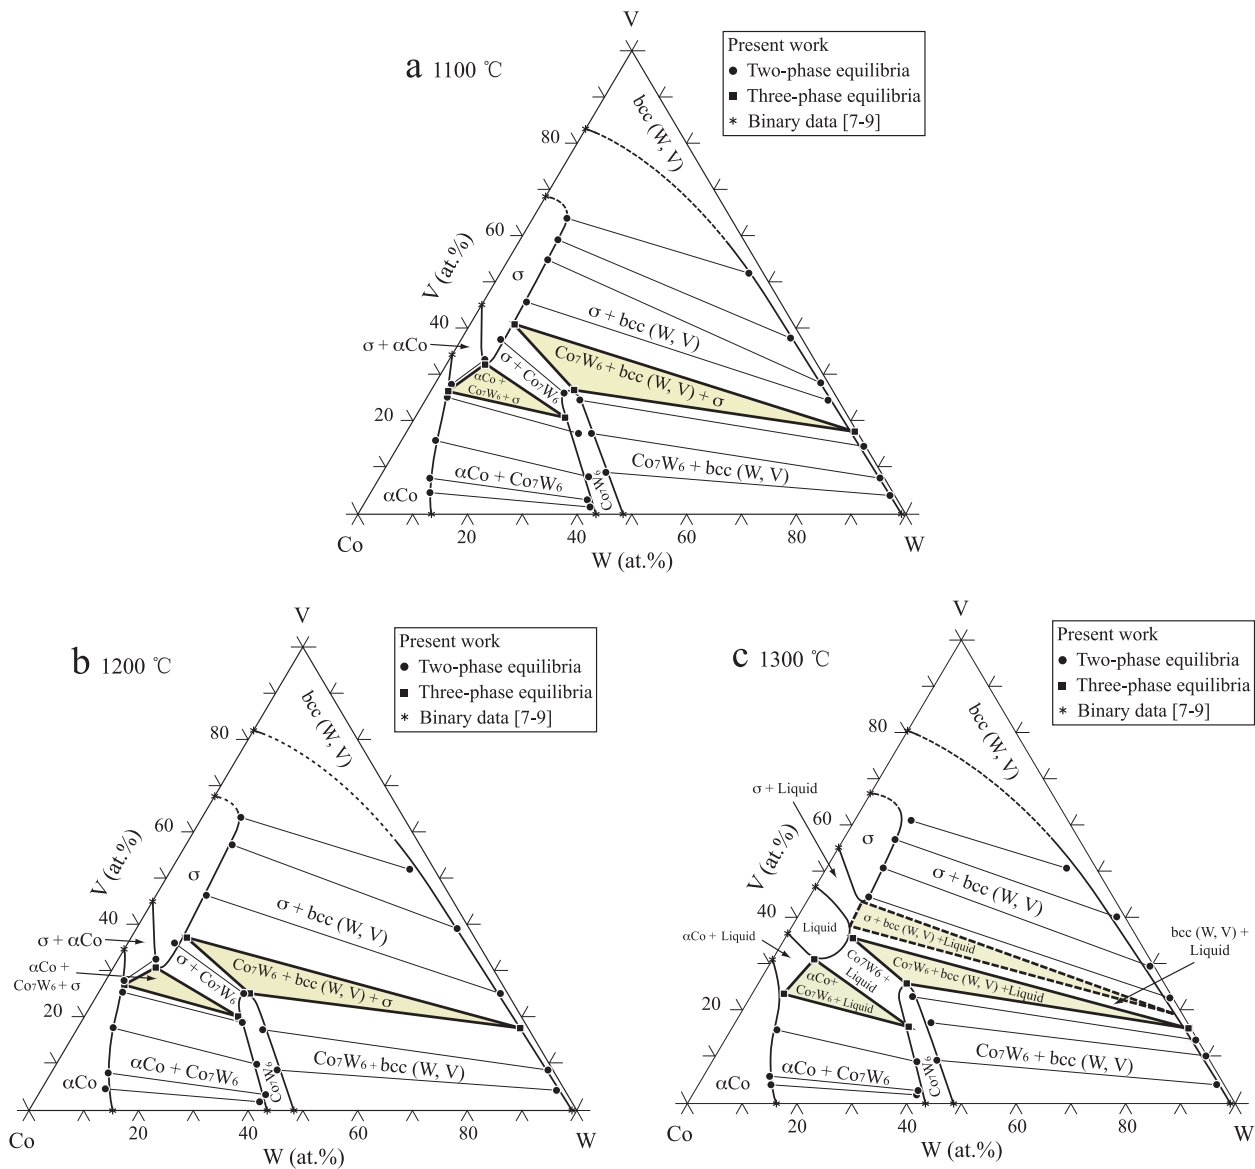 V
a 1100 ℃
Present work
● Two-phase equilibria
■ Three-phase equilibria
* Binary data [7-9]
bcc (W, V)
80
60
V (at.%)
σ
40
σ + αCo
σ + bcc (W, V)
σ + Co₇W₆
Co₇W₆ + bcc (W, V) + σ
αCo +
Co₇W₆ + σ
20
Co₇W₆ + bcc (W, V)
αCo + Co₇W₆
Co₇W₆
αCo
Co
20
40
60
80
W
W (at.%)
V
b 1200 ℃
Present work
● Two-phase equilibria
■ Three-phase equilibria
* Binary data [7-9]
bcc (W, V)
80
60
V (at.%)
σ
40
σ + αCo
σ + bcc (W, V)
σ + Co₇W₆
Co₇W₆ + bcc (W, V) + σ
αCo +
Co₇W₆ + σ
20
αCo + Co₇W₆
Co₇W₆ + bcc (W, V)
Co₇W₆
αCo
Co
20
40
60
80
W
W (at.%)
V
c 1300 ℃
Present work
● Two-phase equilibria
■ Three-phase equilibria
* Binary data [7-9]
bcc (W, V)
80
σ + Liquid
60
V (at.%)
σ
σ + bcc (W, V)
40
Liquid
σ + bcc (W, V) +Liquid
bcc (W, V) +
Liquid
αCo + Liquid
Co₇W₆ +
Liquid
Co₇W₆ + bcc (W, V) +Liquid
αCo+
Co₇W₆ + Liquid
20
Co₇W₆ + bcc (W, V)
αCo + Co₇W₆
Co₇W₆
αCo
Co
20
40
60
80
W
W (at.%)